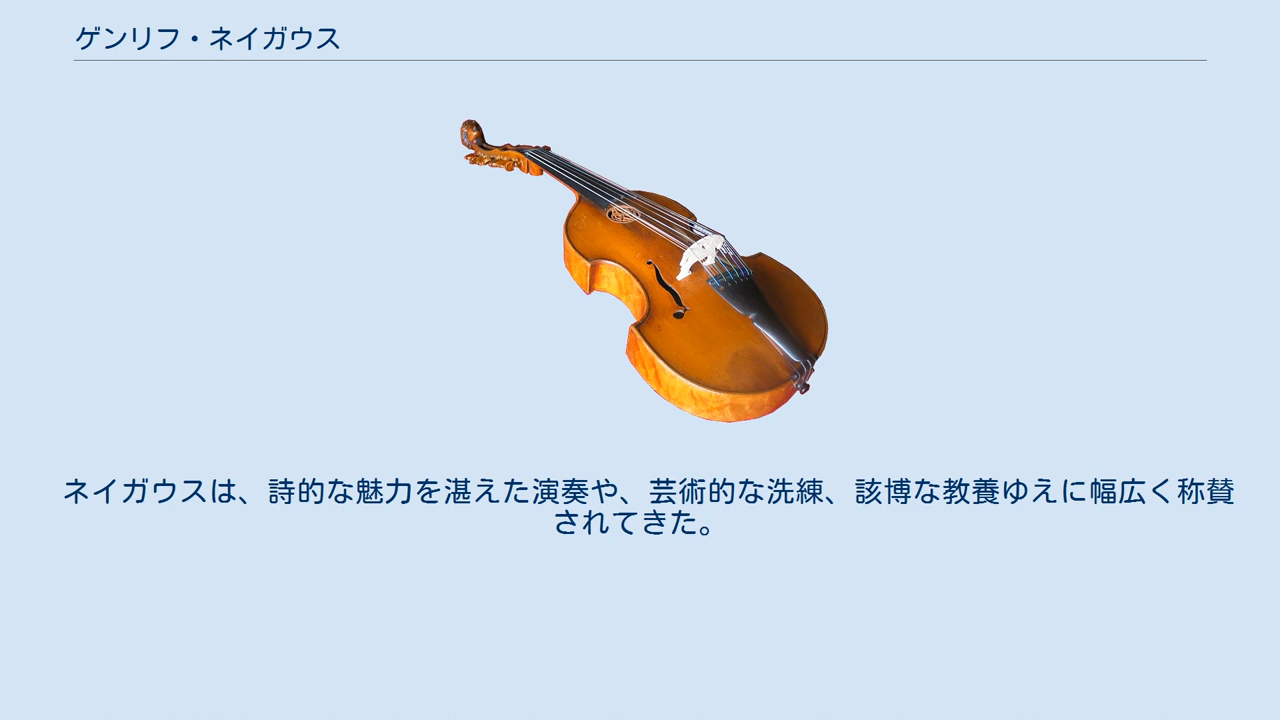 ゲンリフ・ネイガウス
ネイガウスは、詩的な魅力を湛えた演奏や、芸術的な洗練、該博な教養ゆえに幅広く称賛
されてきた。